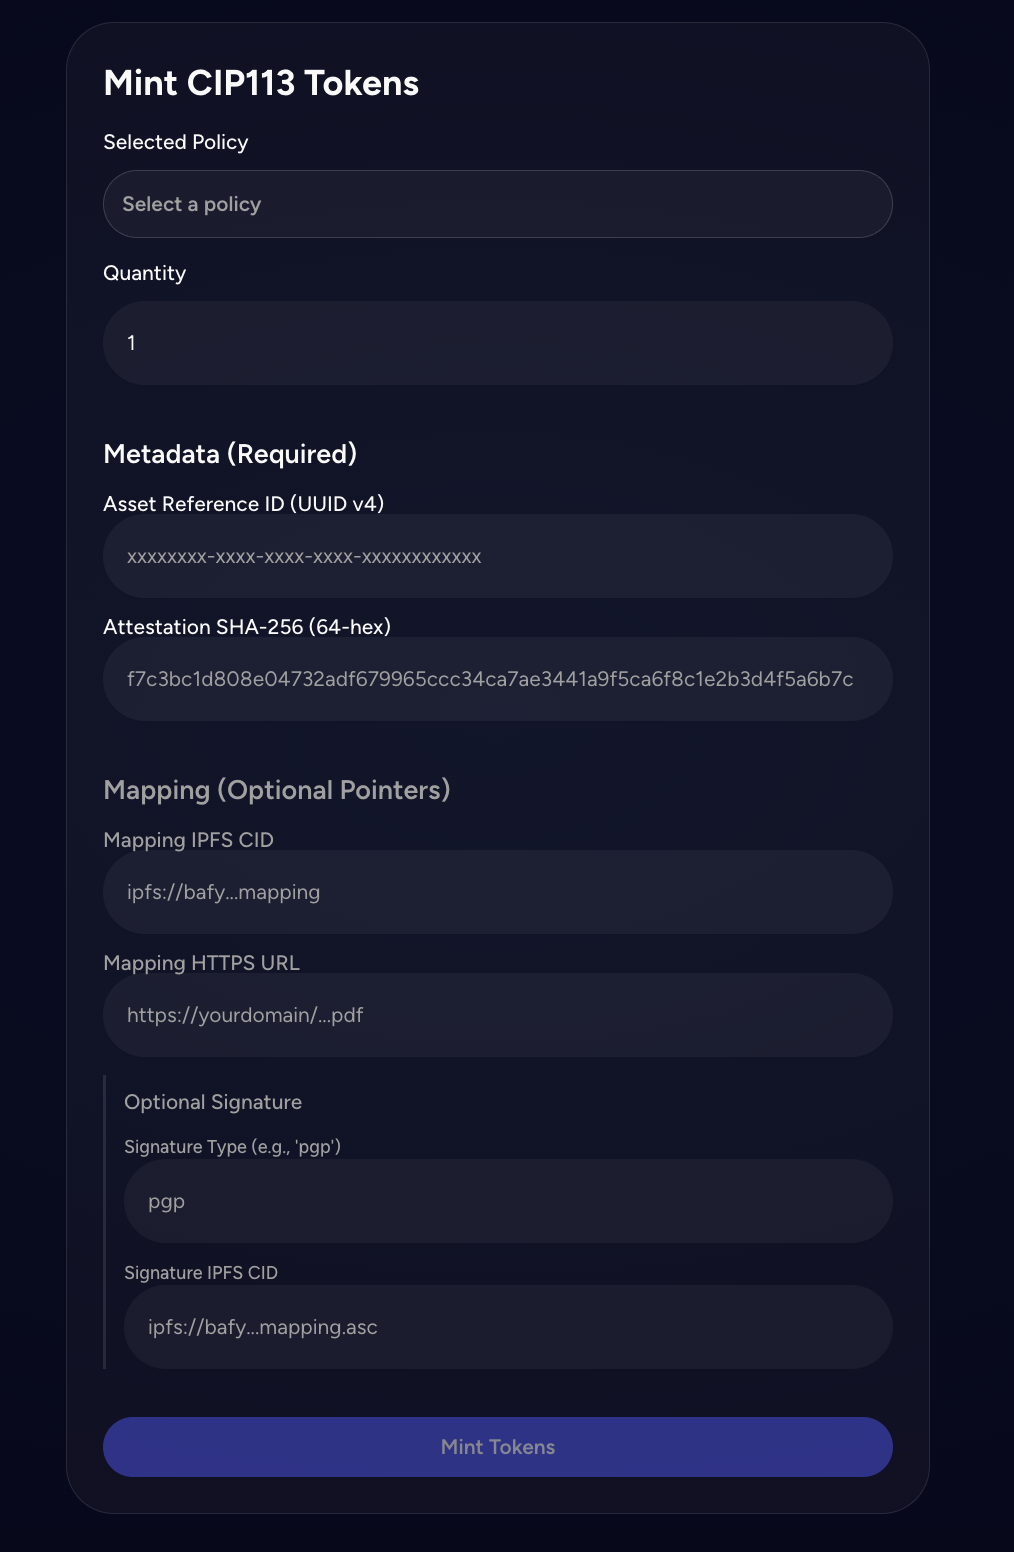 Mint CIP113 Tokens
Selected Policy
Select a policy
Quantity
1
Metadata (Required)
Asset Reference ID (UUID v4)
xxxxxxxx-xxxx-xxxx-xxxx-xxxxxxxxxxxx
Attestation SHA-256 (64-hex)
f7c3bc1d808e04732adf679965ccc34ca7ae3441a9f5ca6f8c1e2b3d4f5a6b7c
Mapping (Optional Pointers)
Mapping IPFS CID
ipfs://bafy...mapping
Mapping HTTPS URL
https://yourdomain/...pdf
Optional Signature
Signature Type (e.g., 'pgp')
pgp
Signature IPFS CID
ipfs://bafy...mapping.asc
Mint Tokens